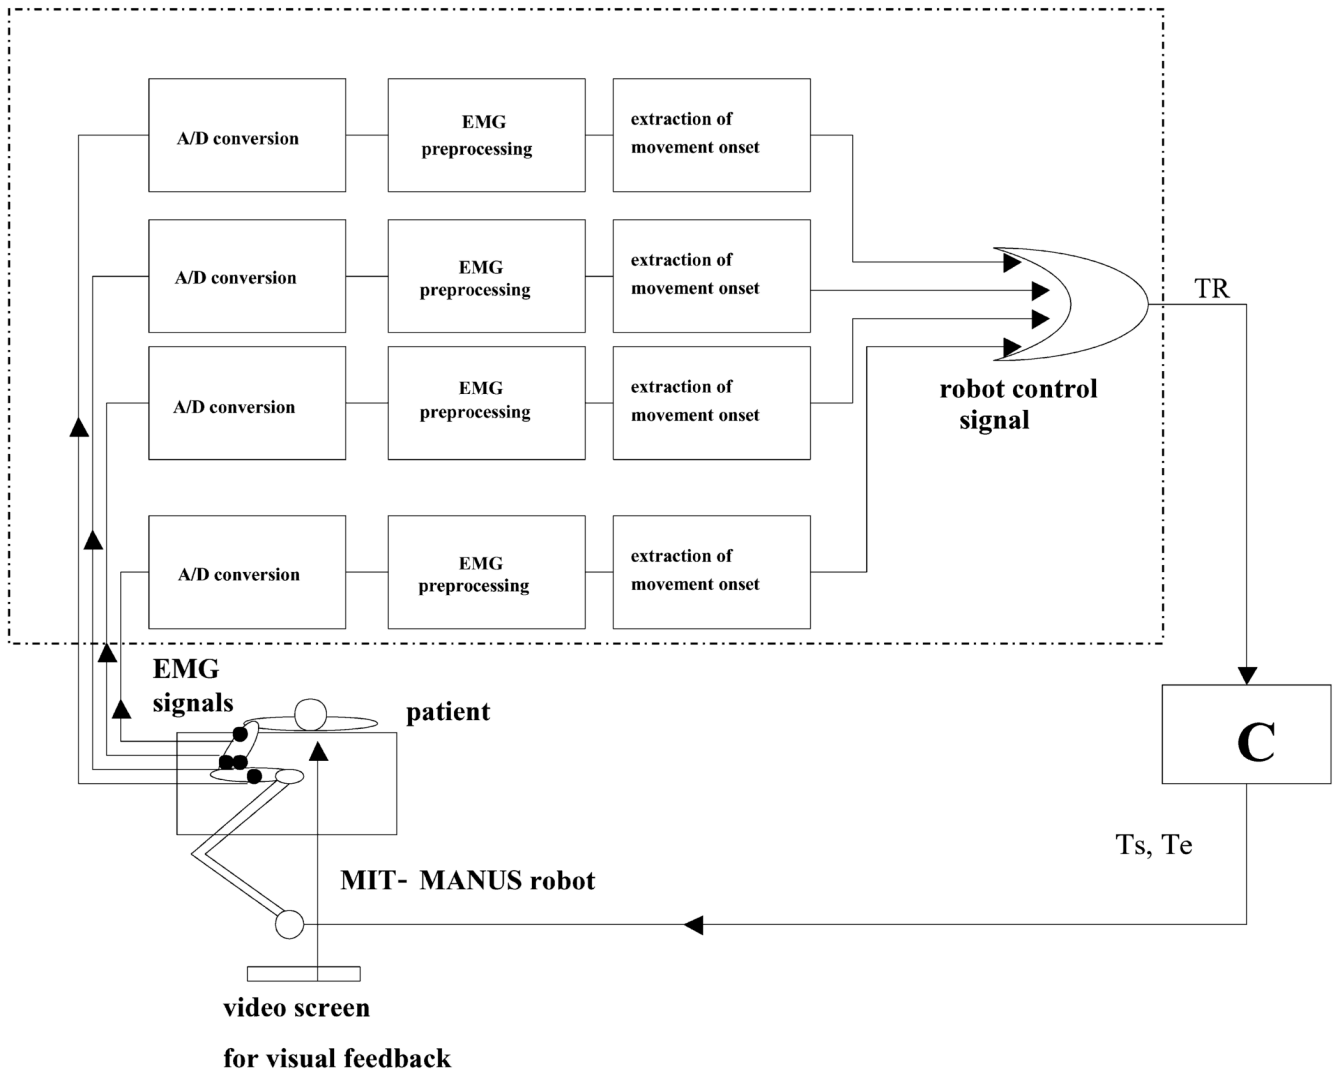 A/D conversion
EMG
preprocessing
extraction of
movement onset
A/D conversion
EMG
preprocessing
extraction of
movement onset
TR
A/D conversion
EMG
preprocessing
extraction of
movement onset
robot control
signal
A/D conversion
EMG
preprocessing
extraction of
movement onset
EMG
signals
patient
C
Ts, Te
MIT- MANUS robot
video screen
for visual feedback